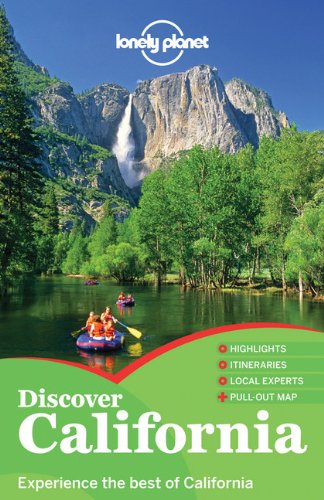 lonely planet
HIGHLIGHTS
ITINERARIES
LOCAL EXPERTS
PULL-OUT MAP
Discover
California
Experience the best of California